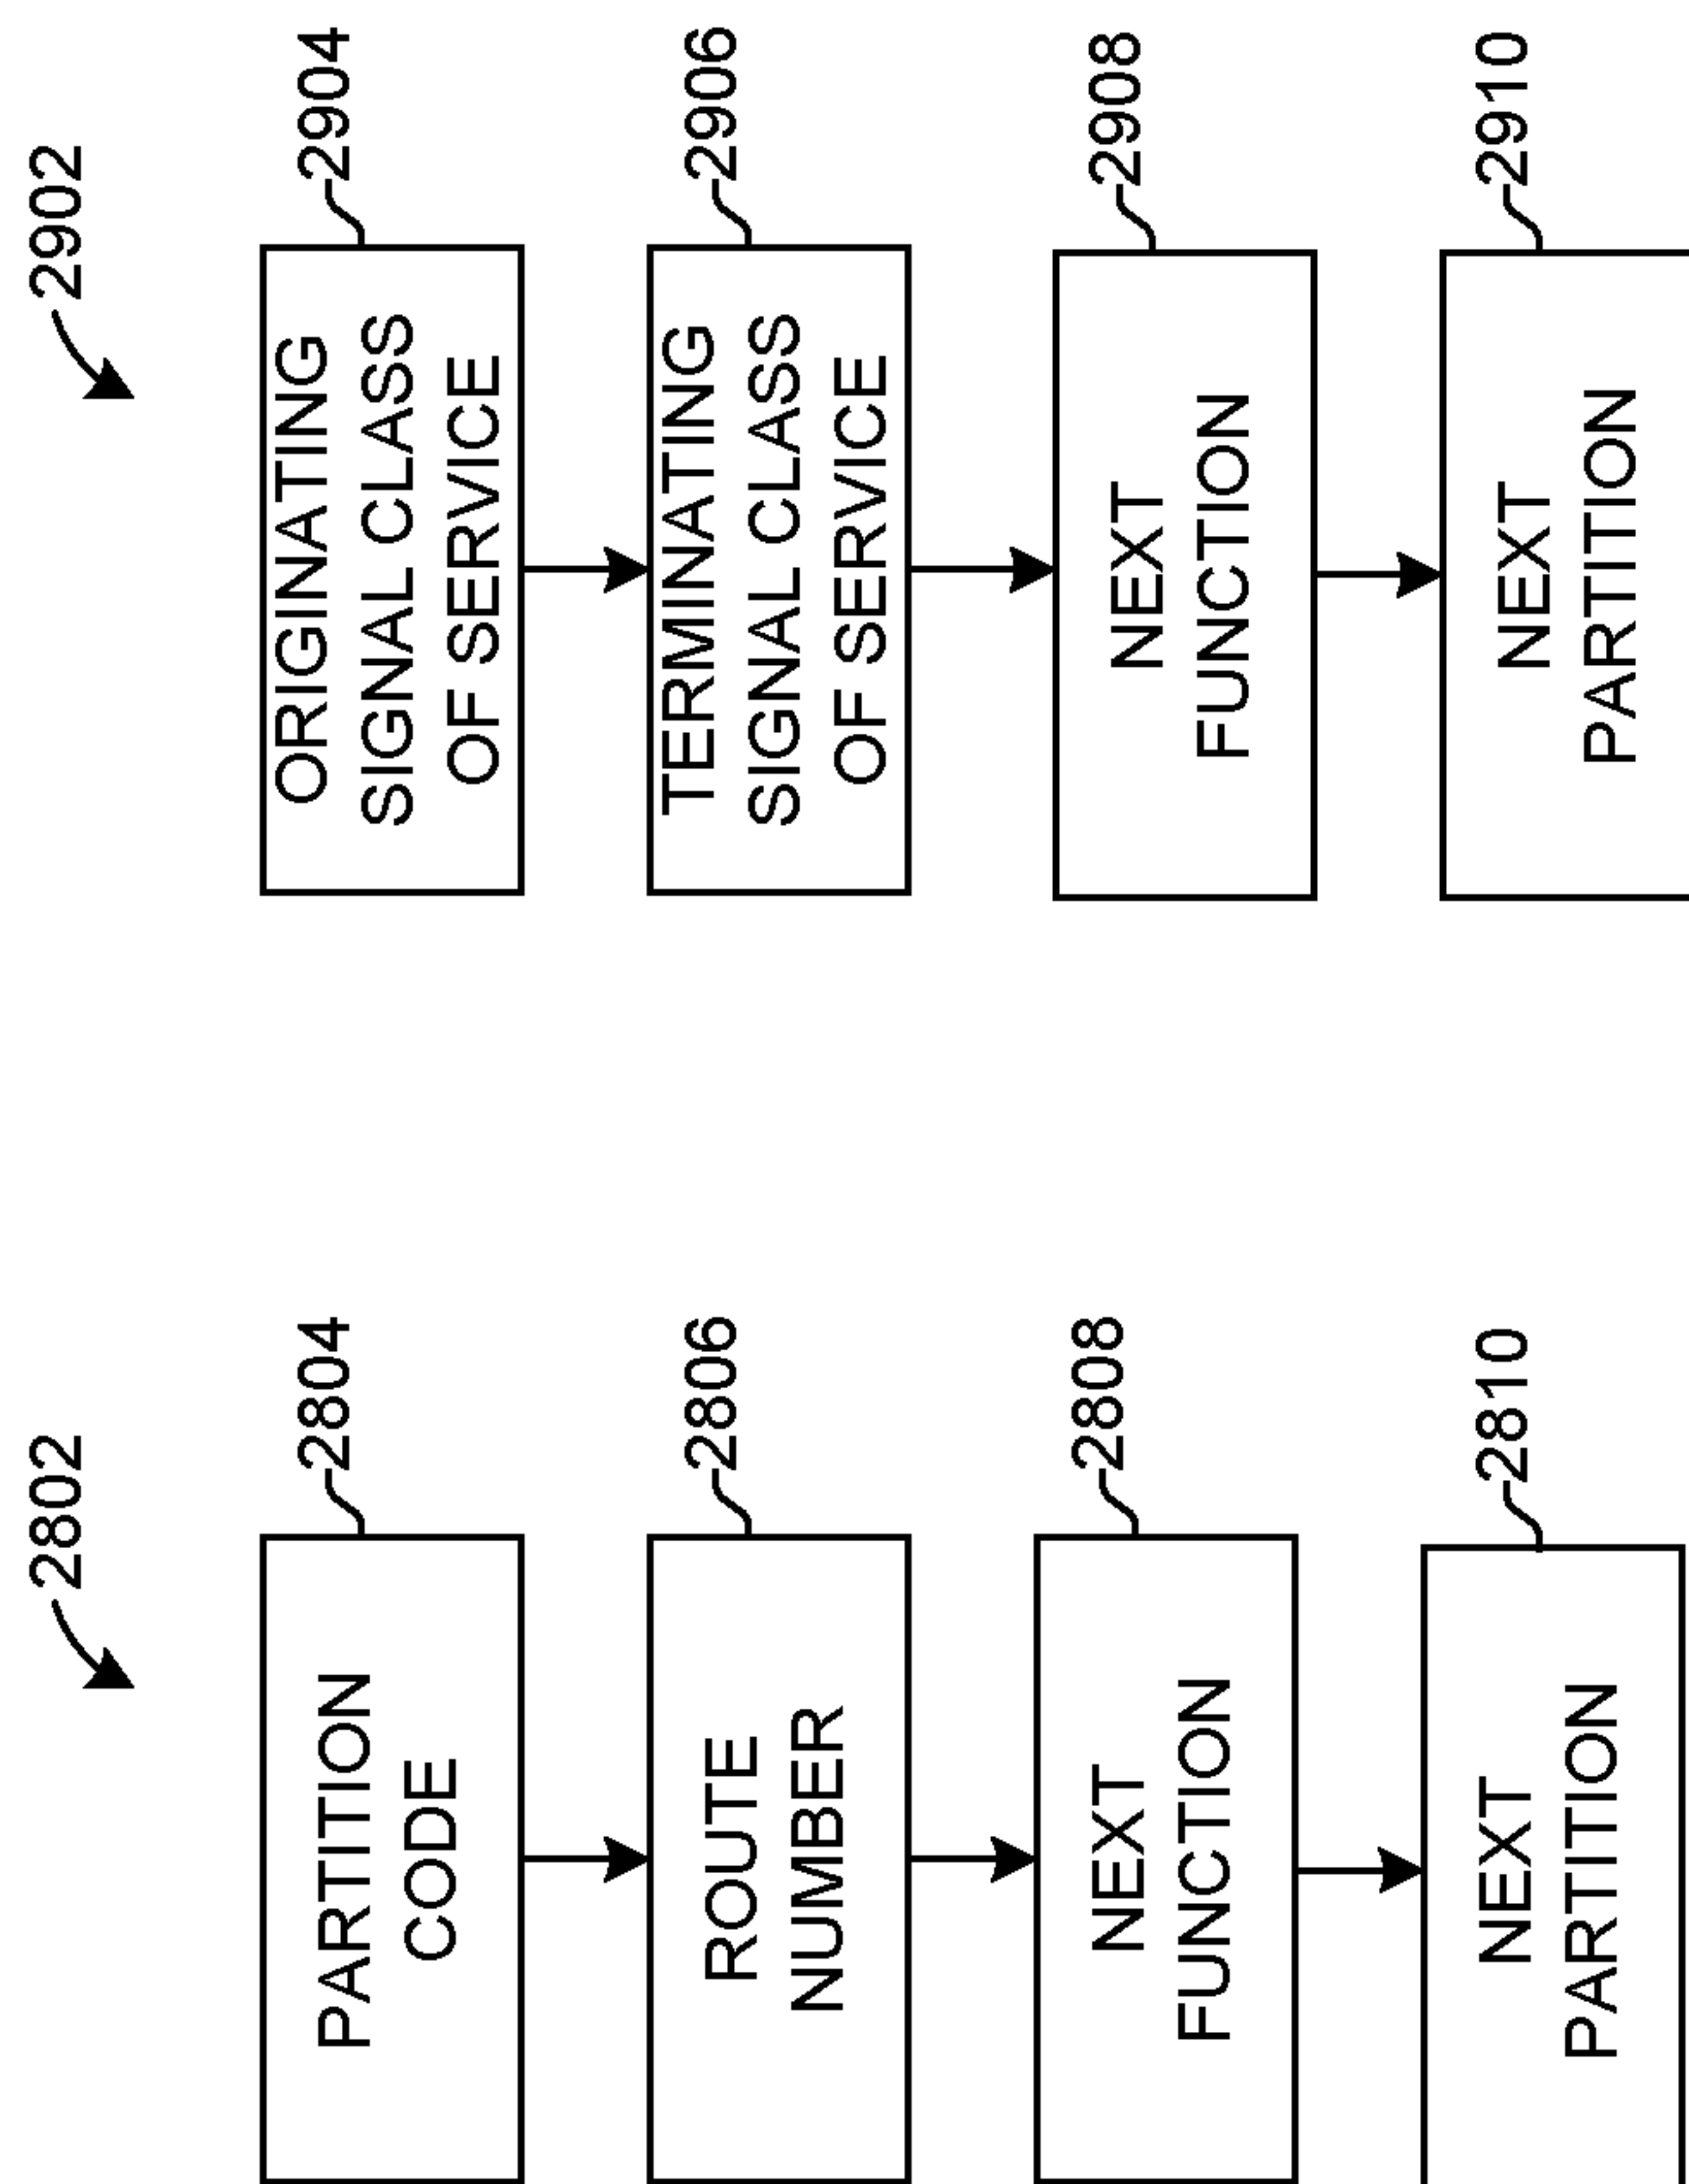 2802
2804
PARTITION
CODE
2806
ROUTE
NUMBER
2808
NEXT
FUNCTION
2810
NEXT
PARTITION
2902
2904
ORIGINATING
SIGNAL CLASS
OF SERVICE
2906
TERMINATING
SIGNAL CLASS
OF SERVICE
2908
NEXT
FUNCTION
2910
NEXT
PARTITION